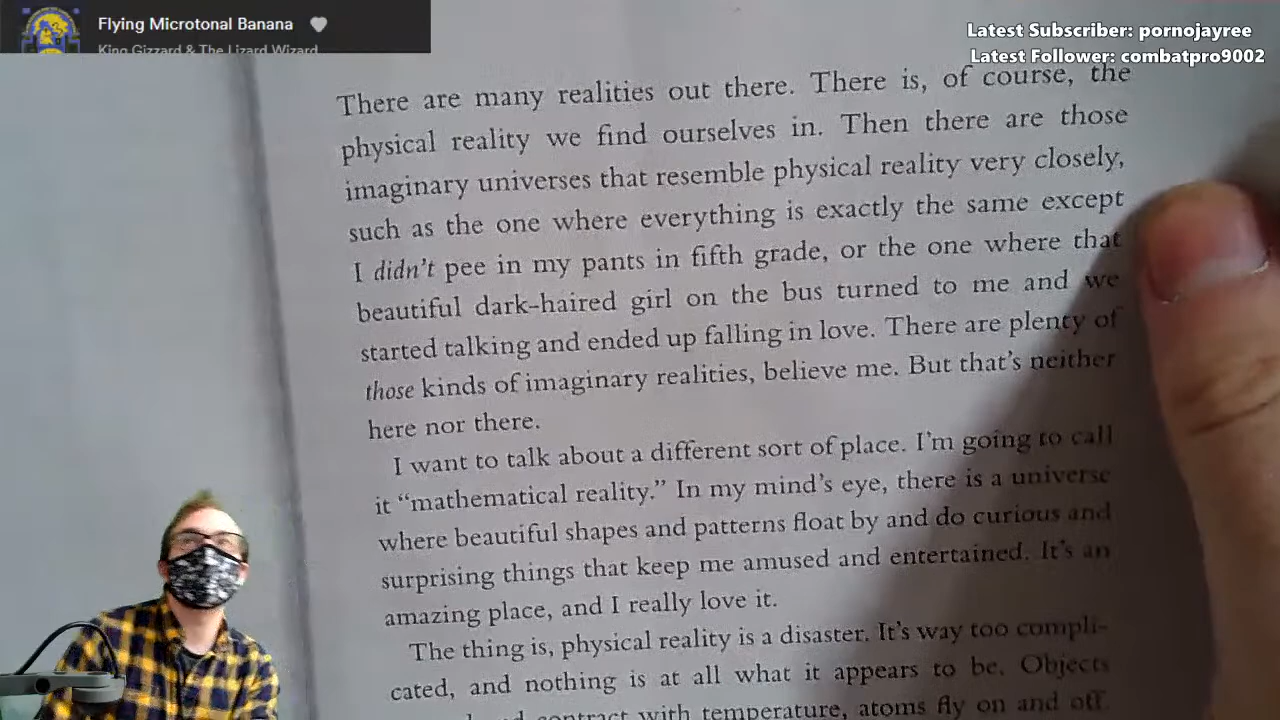 Flying Microtonal Banana
King Gizzard & The Lizard Wizard
Latest Subscriber: pornojayree
Latest Follower: combatpro9002
There are many realities out there. There is, of course, the
physical reality we find ourselves in. Then there are those
imaginary universes that resemble physical reality very closely,
such as the one where everything is exactly the same except
I didn't pee in my pants in fifth grade, or the one where that
beautiful dark-haired girl on the bus turned to me and we
started talking and ended up falling in love. There are plenty of
those kinds of imaginary realities, believe me. But that's neither
here nor there.
I want to talk about a different sort of place. I'm going to call
it “mathematical reality.” In my mind's eye, there is a universe
where beautiful shapes and patterns float by and do curious and
surprising things that keep me amused and entertained. It's an
amazing place, and I really love it.
The thing is, physical reality is a disaster. It's way too compli-
cated, and nothing is at all what it appears to be. Objects
contract with temperature, atoms fly on and off.